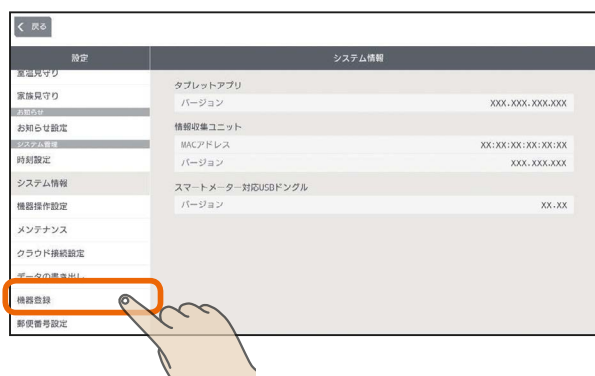 戻る
設定
システム情報
室温見守り
家族見守り
お知らせ
お知らせ設定
システム管理
時刻設定
システム情報
機器操作設定
メンテナンス
クラウド接続設定
データの書き出し
機器登録
郵便番号設定
タブレットアプリ
バージョン XXX.XXX.XXX.XXX
情報収集ユニット
MACアドレス XX:XX:XX:XX:XX:XX
バージョン XXX.XXX.XXX
スマートメーター対応USBドングル
バージョン XX.XX